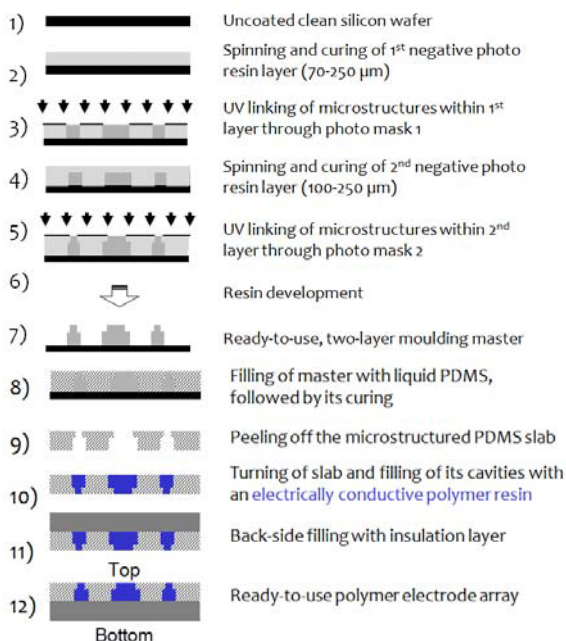 1) Uncoated clean silicon wafer
2) Spinning and curing of 1st negative photo
resin layer (70-250 µm)
3) UV linking of microstructures within 1st
layer through photo mask 1
4) Spinning and curing of 2nd negative photo
resin layer (100-250 µm)
5) UV linking of microstructures within 2nd
layer through photo mask 2
6) Resin development
7) Ready-to-use, two-layer moulding master
8) Filling of master with liquid PDMS,
followed by its curing
9) Peeling off the microstructured PDMS slab
10) Turning of slab and filling of its cavities with
an electrically conductive polymer resin
11) Back-side filling with insulation layer
Top
12) Ready-to-use polymer electrode array
Bottom